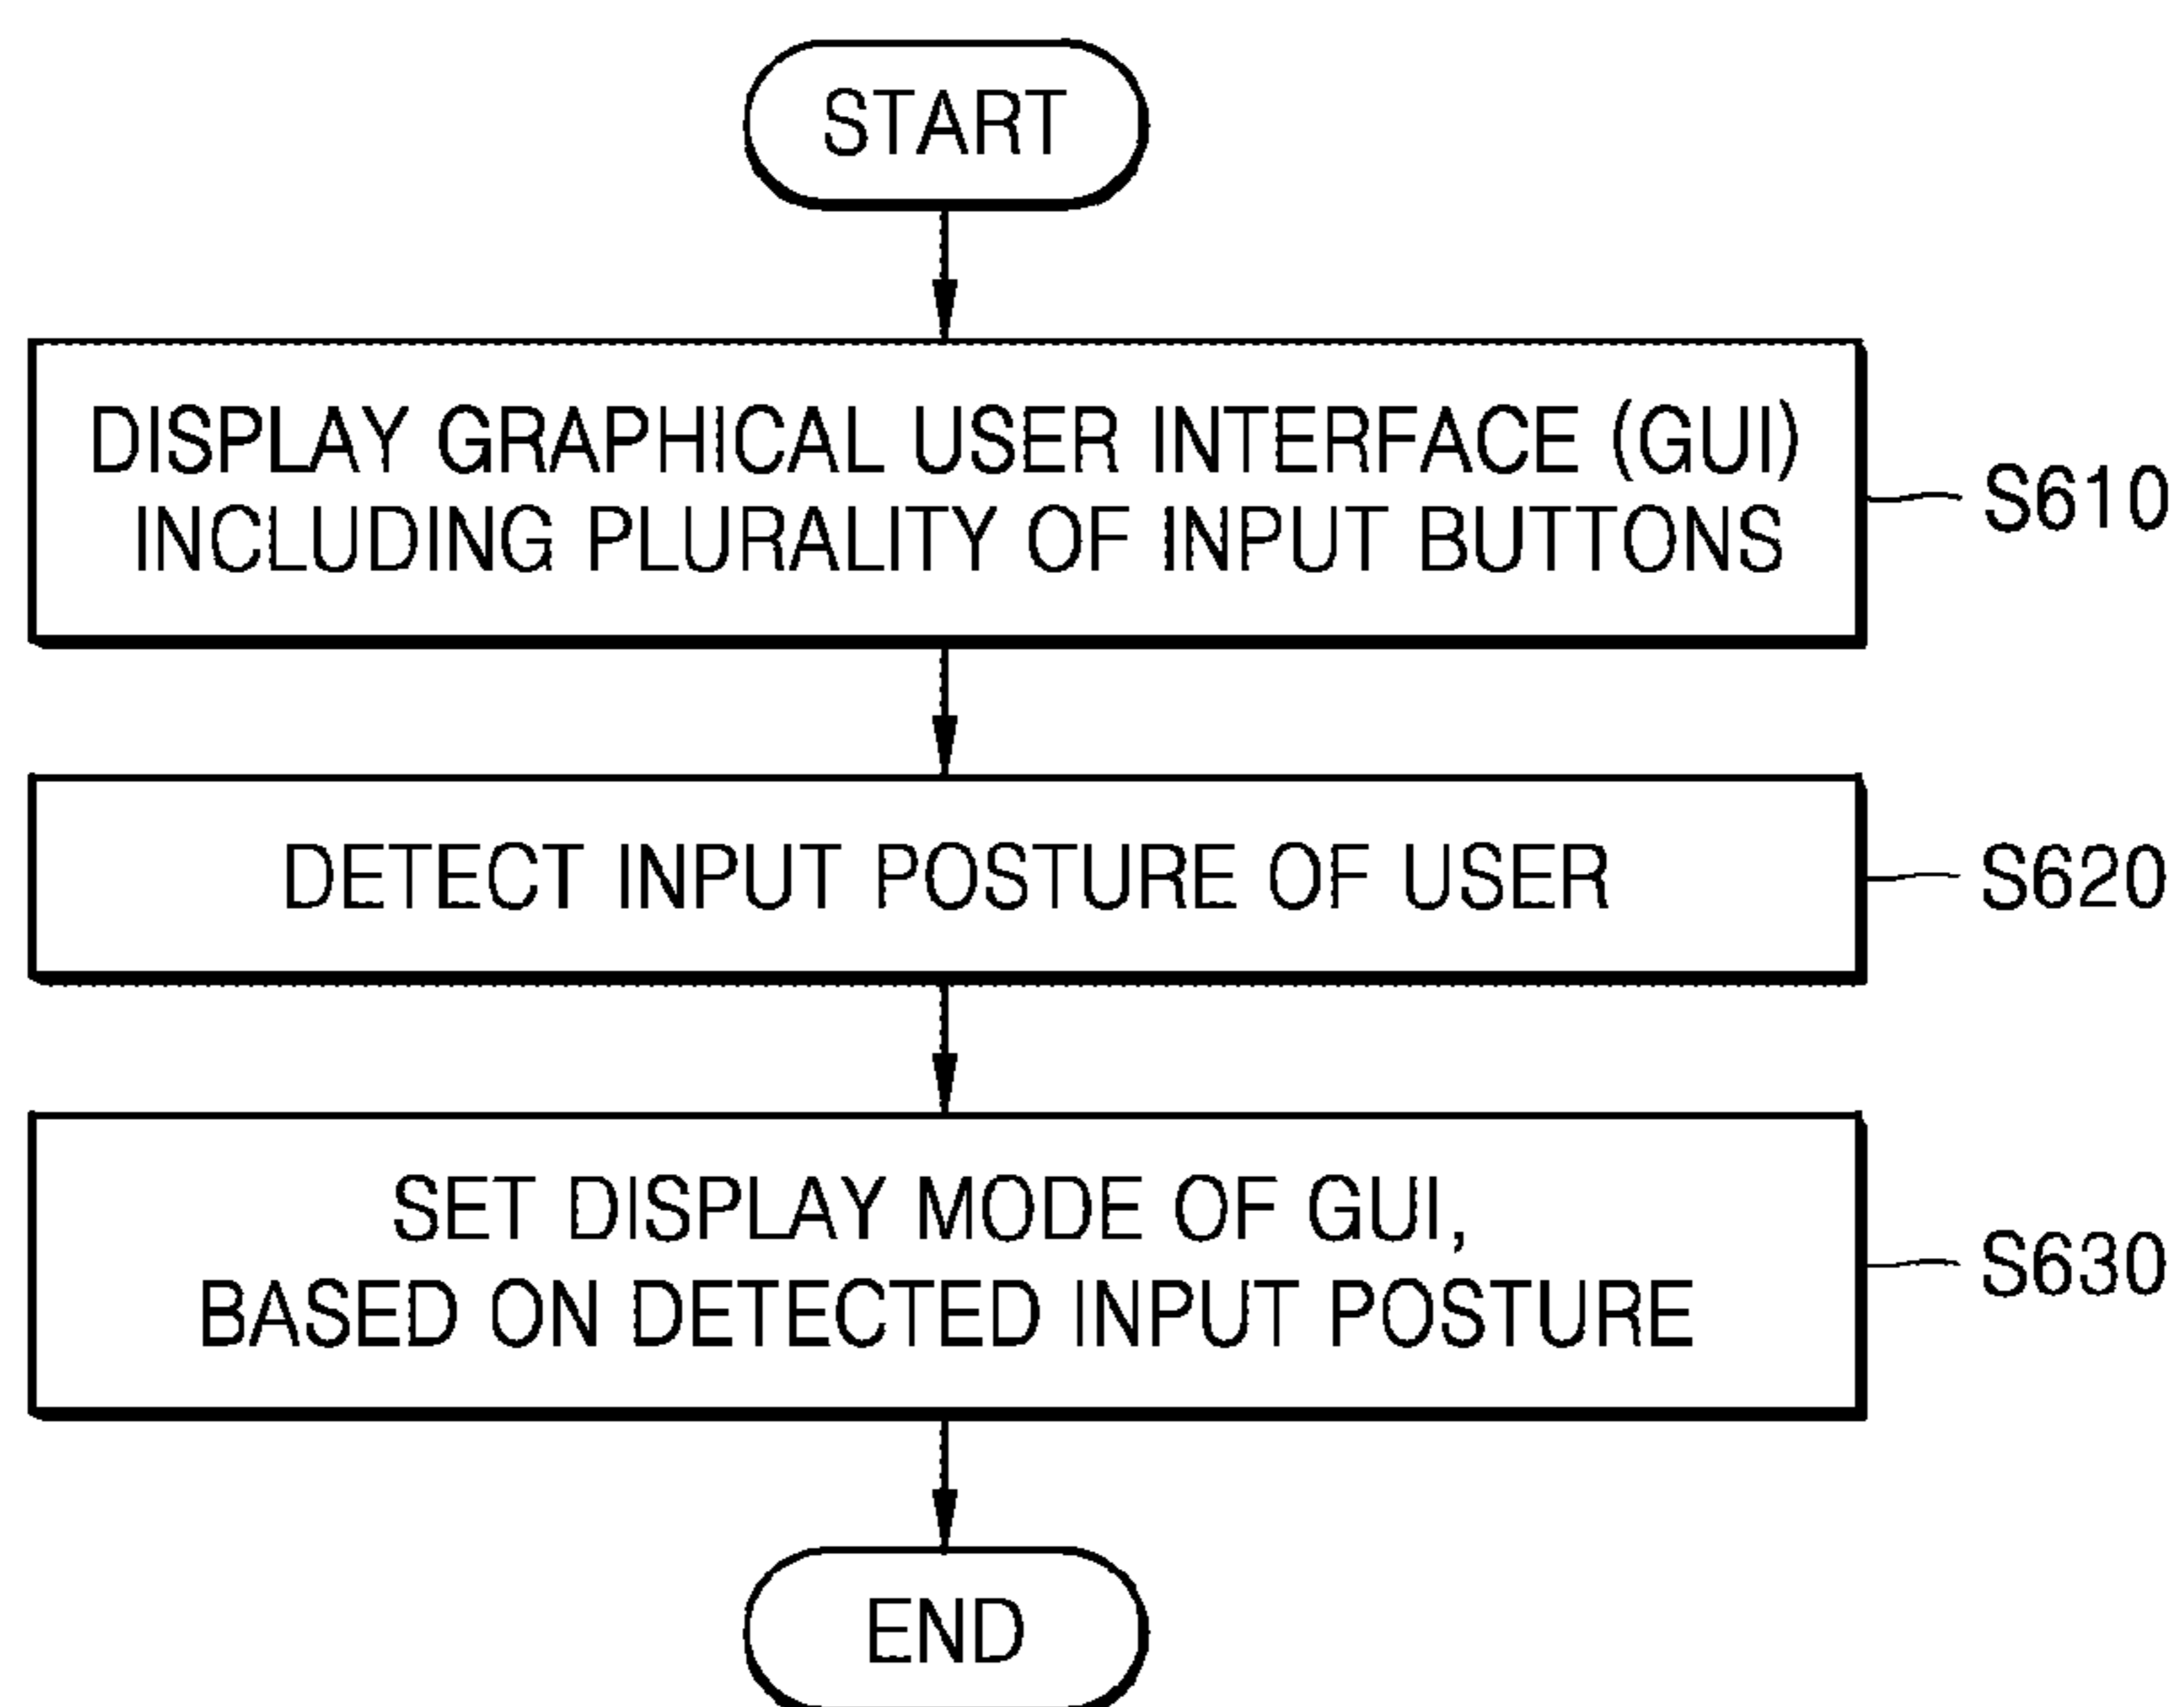 START
DISPLAY GRAPHICAL USER INTERFACE (GUI)
INCLUDING PLURALITY OF INPUT BUTTONS
S610
DETECT INPUT POSTURE OF USER
S620
SET DISPLAY MODE OF GUI,
BASED ON DETECTED INPUT POSTURE
S630
END